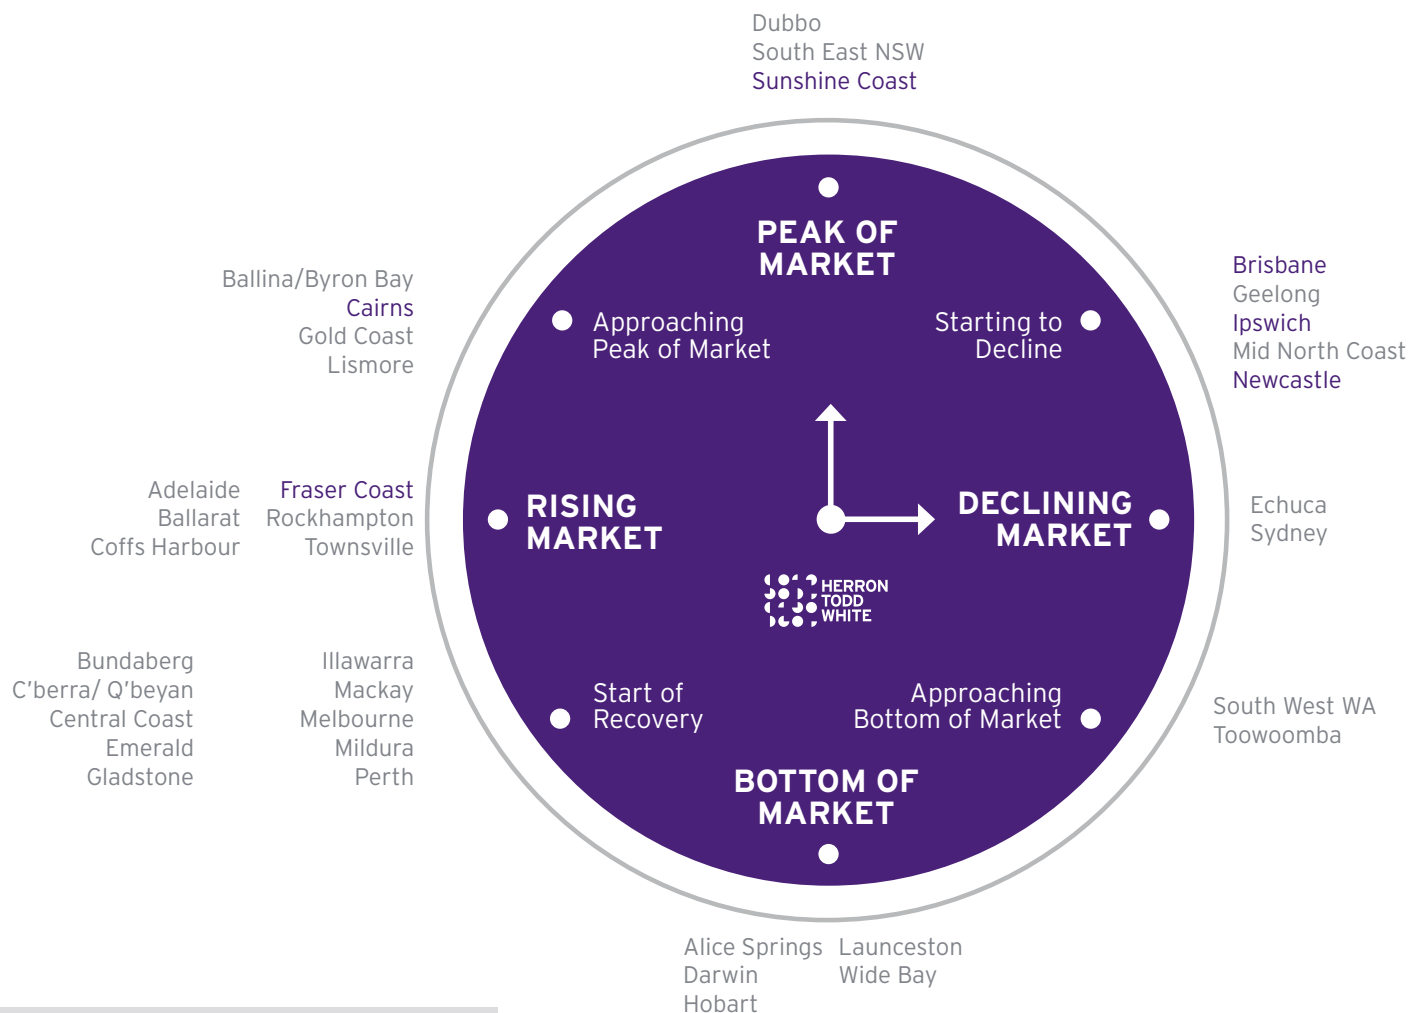 Dubbo
South East NSW
Sunshine Coast
PEAK OF
MARKET
Ballina/Byron Bay
Cairns
Gold Coast
Lismore
Approaching
Peak of Market
Starting to
Decline
Brisbane
Geelong
Ipswich
Mid North Coast
Newcastle
Adelaide
Ballarat
Coffs Harbour
Fraser Coast
Rockhampton
Townsville
RISING
MARKET
DECLINING
MARKET
Echuca
Sydney
HERRON
TODD
WHITE
Bundaberg
C'berra/ Q'beyan
Central Coast
Emerald
Gladstone
Illawarra
Mackay
Melbourne
Mildura
Perth
Start of
Recovery
Approaching
Bottom of Market
South West WA
Toowoomba
BOTTOM OF
MARKET
Alice Springs
Darwin
Hobart
Launceston
Wide Bay